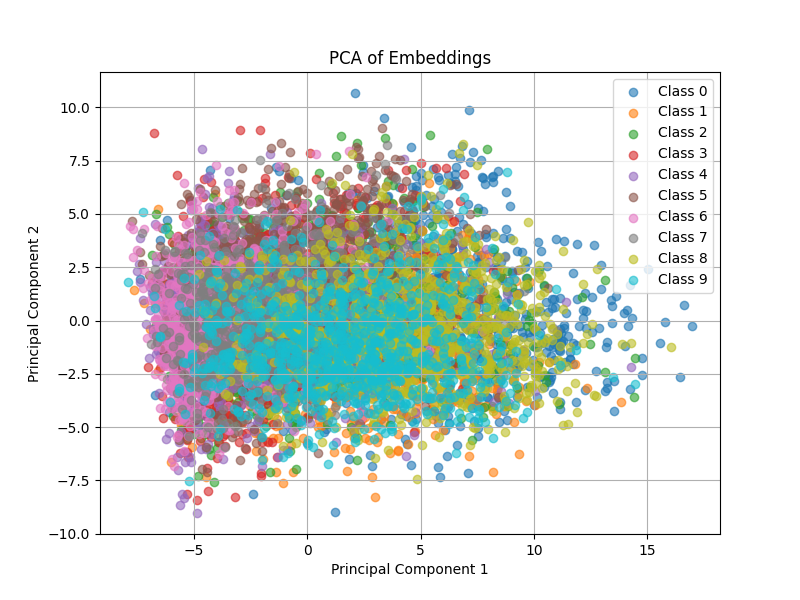 PCA of Embeddings
Class 0
Class 1
Class 2
Class 3
Class 4
Class 5
Class 6
Class 7
Class 8
Class 9
10.0
7.5
5.0
2.5
0.0
−2.5
−5.0
−7.5
−10.0
Principal Component 2
−5
0
5
10
15
Principal Component 1